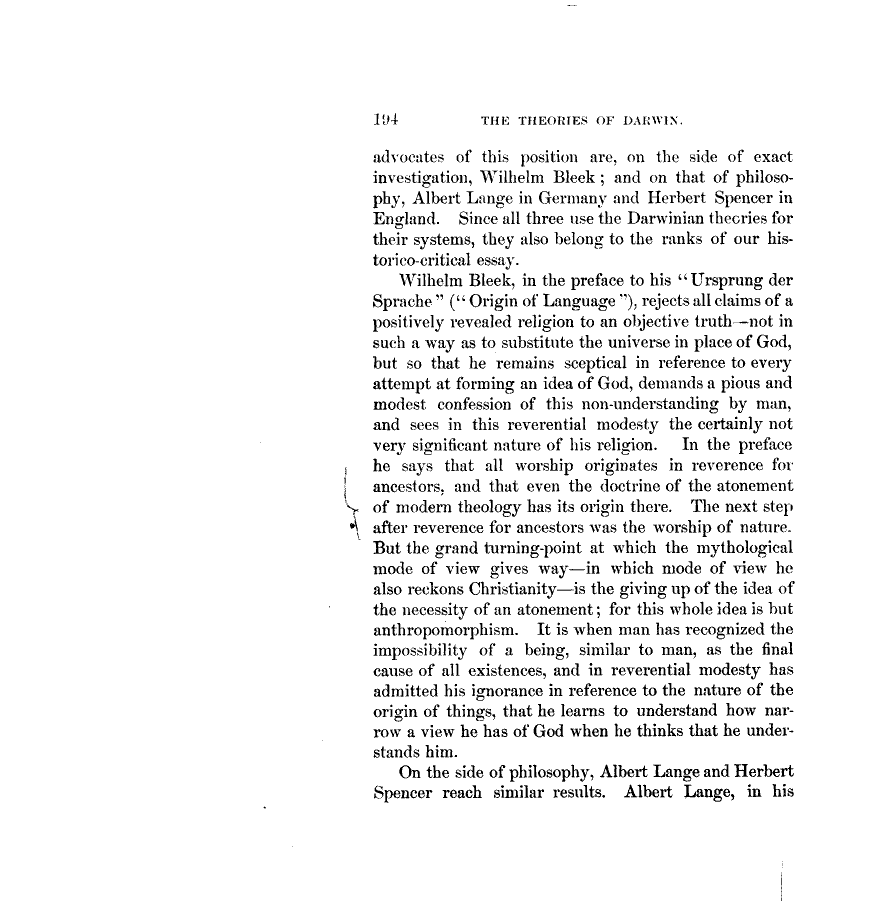 194 THE THEORIES OF DARWIN.
advocates of this position are, on the side of exact
investigation, Wilhelm Bleek ; and on that of philoso-
phy, Albert Lange in Germany and Herbert Spencer in
England. Since all three use the Darwinian theories for
their systems, they also belong to the ranks of our his-
torico-critical essay.
Wilhelm Bleek, in the preface to his “Ursprung der
Sprache” (“Origin of Language”), rejects all claims of a
positively revealed religion to an objective truth—not in
such a way as to substitute the universe in place of God,
but so that he remains sceptical in reference to every
attempt at forming an idea of God, demands a pious and
modest confession of this non-understanding by man,
and sees in this reverential modesty the certainly not
very significant nature of his religion. In the preface
he says that all worship originates in reverence for
ancestors, and that even the doctrine of the atonement
of modern theology has its origin there. The next step
after reverence for ancestors was the worship of nature.
But the grand turning-point at which the mythological
mode of view gives way—in which mode of view he
also reckons Christianity—is the giving up of the idea of
the necessity of an atonement ; for this whole idea is but
anthropomorphism. It is when man has recognized the
impossibility of a being, similar to man, as the final
cause of all existences, and in reverential modesty has
admitted his ignorance in reference to the nature of the
origin of things, that he learns to understand how nar-
row a view he has of God when he thinks that he under-
stands him.
On the side of philosophy, Albert Lange and Herbert
Spencer reach similar results. Albert Lange, in his